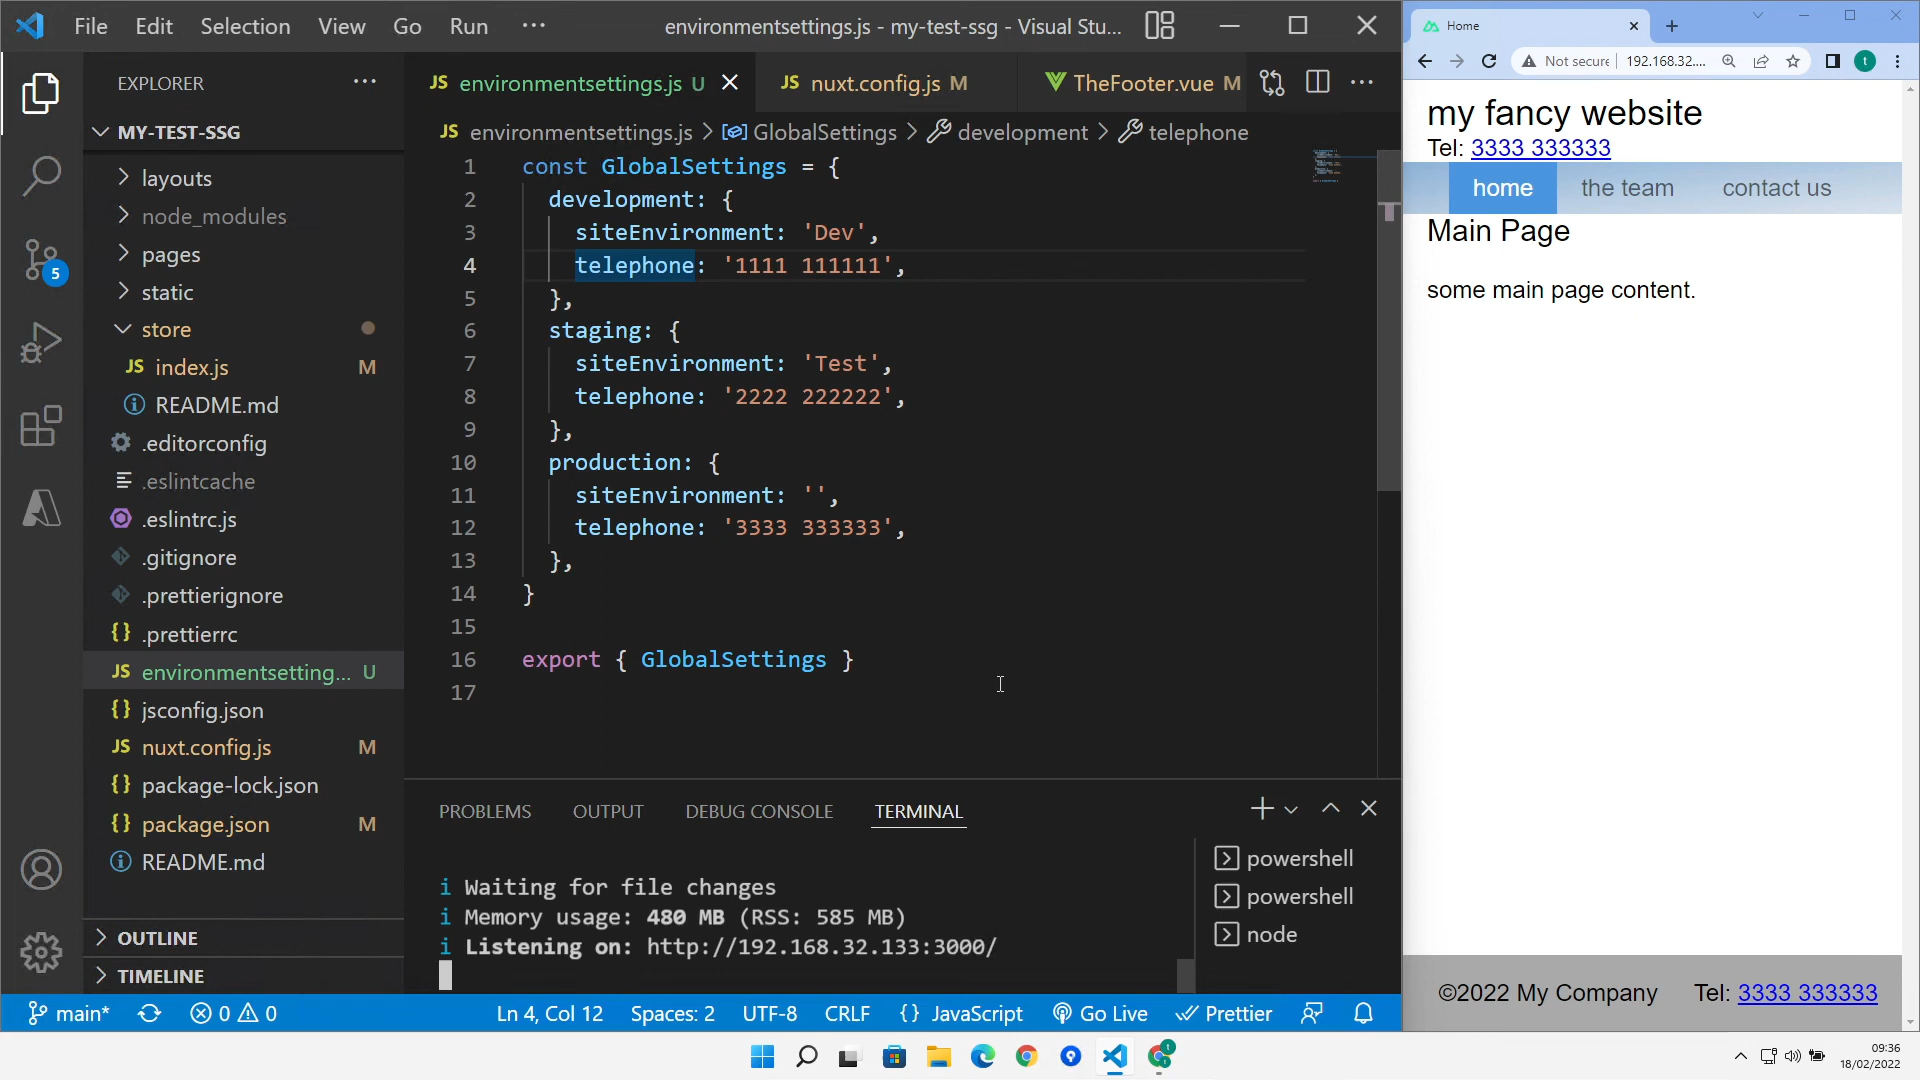 File Edit Selection View Go Run ··· environmentsettings.js - my-test-ssg - Visual Stu...
EXPLORER ···
MY-TEST-SSG
layouts
node_modules
pages
static
store
JS index.js M
README.md
.editorconfig
.eslintcache
.eslintrc.js
.gitignore
.prettierignore
{} .prettierrc
JS environmentsetting... U
{} jsconfig.json
JS nuxt.config.js M
{} package-lock.json
{} package.json M
README.md
OUTLINE
TIMELINE
5
JS environmentsettings.js U JS nuxt.config.js M TheFooter.vue M ···
JS environmentsettings.js > GlobalSettings > development > telephone
1 const GlobalSettings = {
2 development: {
3 siteEnvironment: 'Dev',
4 telephone: '1111 111111',
5 },
6 staging: {
7 siteEnvironment: 'Test',
8 telephone: '2222 222222',
9 },
10 production: {
11 siteEnvironment: '',
12 telephone: '3333 333333',
13 },
14 }
15
16 export { GlobalSettings }
17
PROBLEMS OUTPUT DEBUG CONSOLE TERMINAL
i Waiting for file changes
i Memory usage: 480 MB (RSS: 585 MB)
i Listening on: http://192.168.32.133:3000/
powershell
powershell
node
main* 0 0 Ln 4, Col 12 Spaces: 2 UTF-8 CRLF {} JavaScript Go Live Prettier
Home
Not secure 192.168.32....
t
my fancy website
Tel: 3333 333333
home the team contact us
Main Page
some main page content.
©2022 My Company Tel: 3333 333333
09:36
18/02/2022